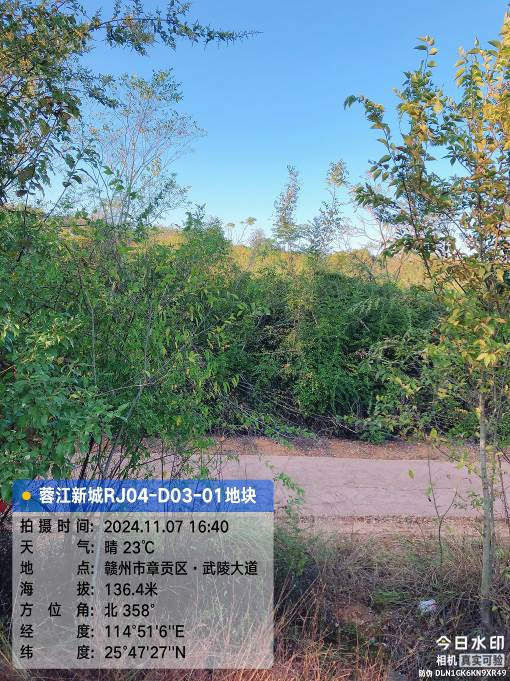 蓉江新城RJ04-D03-01地块
拍摄时间: 2024.11.07 16:40
天气: 晴 23℃
地点: 赣州市章贡区·武陵大道
海拔: 136.4米
方位角: 北 358°
经度: 114°51'6"E
纬度: 25°47'27"N
今日水印
相机 真实可验
防伪 DLN1GK6KN9XR49